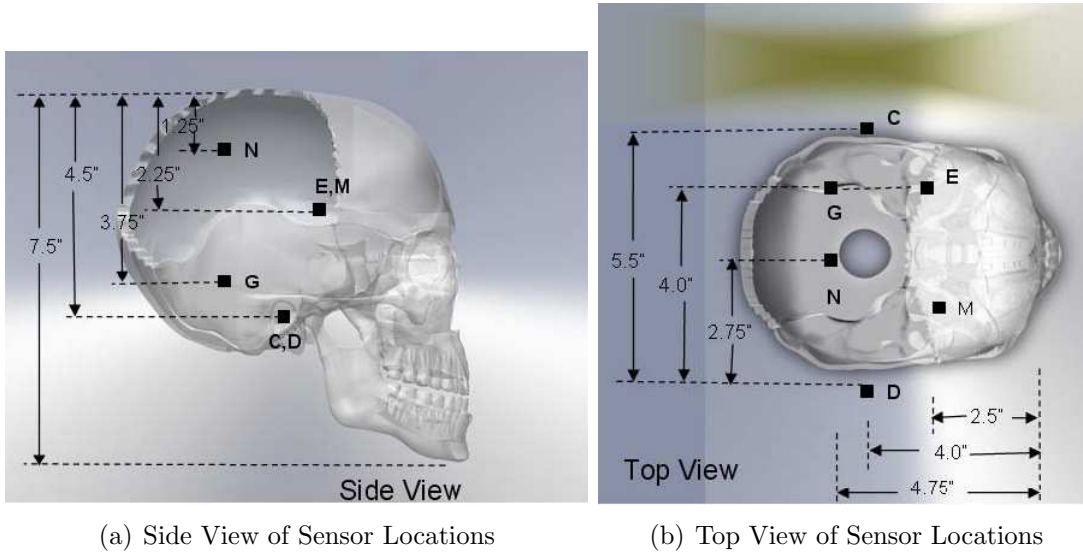 1.25"
N
4.5"
2.25"
E,M
3.75"
7.5"
G
C,D
Side View
C
E
G
5.5"
4.0"
N
M
2.75"
D
2.5"
4.0"
Top View
4.75"
(a) Side View of Sensor Locations
(b) Top View of Sensor Locations